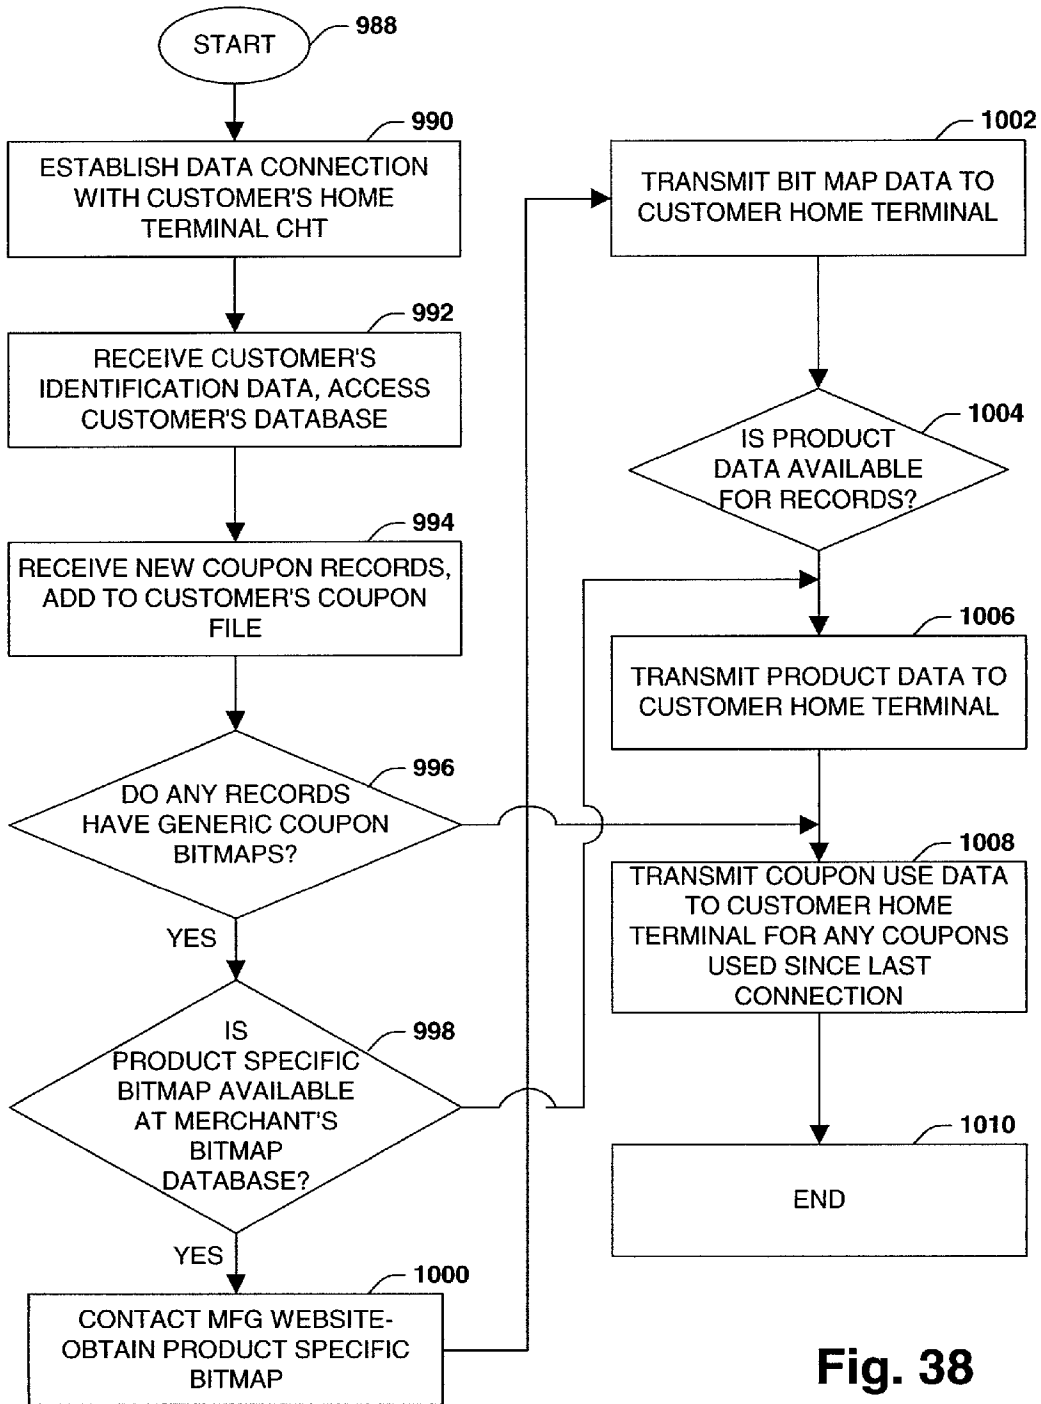 START
988
990
ESTABLISH DATA CONNECTION
WITH CUSTOMER'S HOME
TERMINAL CHT
992
RECEIVE CUSTOMER'S
IDENTIFICATION DATA, ACCESS
CUSTOMER'S DATABASE
994
RECEIVE NEW COUPON RECORDS,
ADD TO CUSTOMER'S COUPON
FILE
996
DO ANY RECORDS
HAVE GENERIC COUPON
BITMAPS?
YES
998
IS
PRODUCT SPECIFIC
BITMAP AVAILABLE
AT MERCHANT'S
BITMAP
DATABASE?
YES
1000
CONTACT MFG WEBSITE-
OBTAIN PRODUCT SPECIFIC
BITMAP
1002
TRANSMIT BIT MAP DATA TO
CUSTOMER HOME TERMINAL
1004
IS PRODUCT
DATA AVAILABLE
FOR RECORDS?
1006
TRANSMIT PRODUCT DATA TO
CUSTOMER HOME TERMINAL
1008
TRANSMIT COUPON USE DATA
TO CUSTOMER HOME
TERMINAL FOR ANY COUPONS
USED SINCE LAST
CONNECTION
1010
END
Fig. 38